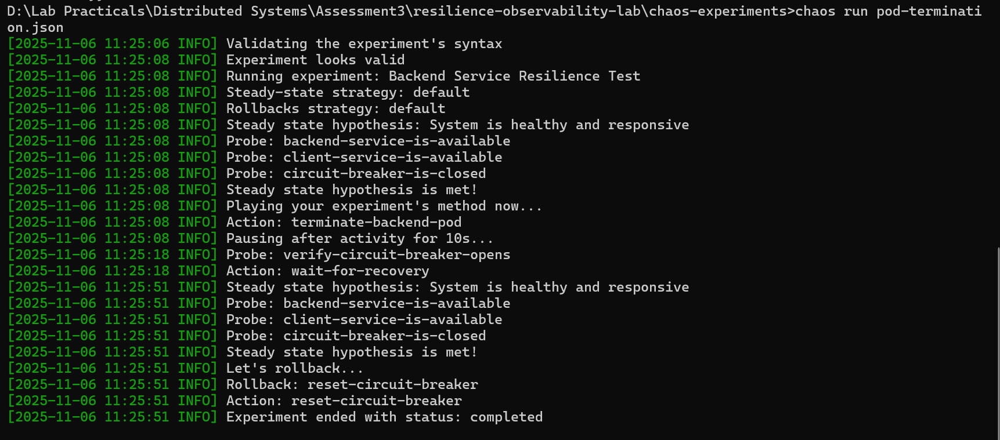 D:\Lab Practicals\Distributed Systems\Assessment3\resilience-observability-lab\chaos-experiments>chaos run pod-terminati
on.json
[2025-11-06 11:25:06 INFO] Validating the experiment's syntax
[2025-11-06 11:25:08 INFO] Experiment looks valid
[2025-11-06 11:25:08 INFO] Running experiment: Backend Service Resilience Test
[2025-11-06 11:25:08 INFO] Steady-state strategy: default
[2025-11-06 11:25:08 INFO] Rollbacks strategy: default
[2025-11-06 11:25:08 INFO] Steady state hypothesis: System is healthy and responsive
[2025-11-06 11:25:08 INFO] Probe: backend-service-is-available
[2025-11-06 11:25:08 INFO] Probe: client-service-is-available
[2025-11-06 11:25:08 INFO] Probe: circuit-breaker-is-closed
[2025-11-06 11:25:08 INFO] Steady state hypothesis is met!
[2025-11-06 11:25:08 INFO] Playing your experiment's method now...
[2025-11-06 11:25:08 INFO] Action: terminate-backend-pod
[2025-11-06 11:25:08 INFO] Pausing after activity for 10s...
[2025-11-06 11:25:18 INFO] Probe: verify-circuit-breaker-opens
[2025-11-06 11:25:18 INFO] Action: wait-for-recovery
[2025-11-06 11:25:51 INFO] Steady state hypothesis: System is healthy and responsive
[2025-11-06 11:25:51 INFO] Probe: backend-service-is-available
[2025-11-06 11:25:51 INFO] Probe: client-service-is-available
[2025-11-06 11:25:51 INFO] Probe: circuit-breaker-is-closed
[2025-11-06 11:25:51 INFO] Steady state hypothesis is met!
[2025-11-06 11:25:51 INFO] Let's rollback...
[2025-11-06 11:25:51 INFO] Rollback: reset-circuit-breaker
[2025-11-06 11:25:51 INFO] Action: reset-circuit-breaker
[2025-11-06 11:25:51 INFO] Experiment ended with status: completed